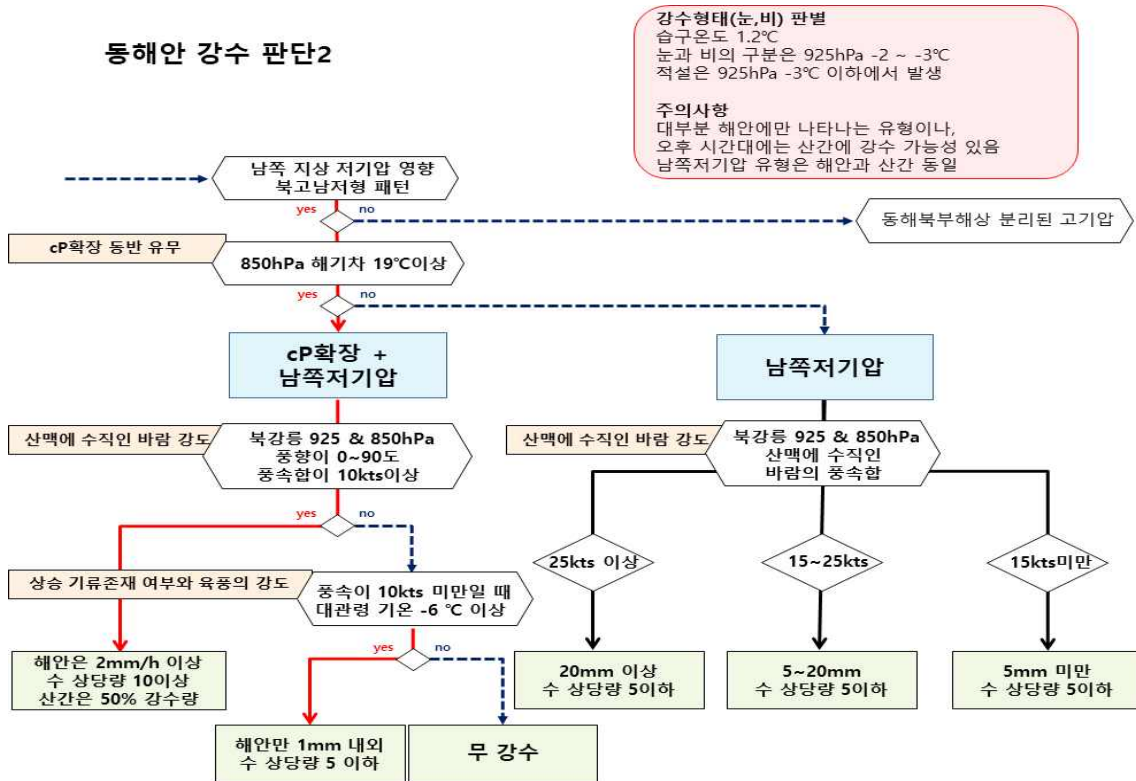 동해안 강수 판단2
강수형태(눈,비) 판별
습구온도 1.2℃
눈과 비의 구분은 925hPa -2 ~ -3℃
적설은 925hPa -3℃ 이하에서 발생
주의사항
대부분 해안에만 나타나는 유형이나,
오후 시간대에는 산간에 강수 가능성 있음
남쪽저기압 유형은 해안과 산간 동일
남쪽 지상 저기압 영향
북고남저형 패턴
yes
no
동해북부해상 분리된 고기압
cP확장 동반 유무
850hPa 해기차 19℃이상
yes
no
cP확장 +
남쪽저기압
남쪽저기압
산맥에 수직인 바람 강도
북강릉 925 & 850hPa
풍향이 0~90도
풍속합이 10kts이상
산맥에 수직인 바람 강도
북강릉 925 & 850hPa
산맥에 수직인
바람의 풍속합
yes
no
25kts 이상
15~25kts
15kts미만
상승 기류존재 여부와 육풍의 강도
풍속이 10kts 미만일 때
대관령 기온 -6 ℃ 이상
yes
no
해안은 2mm/h 이상
수 상당량 10이상
산간은 50% 강수량
20mm 이상
수 상당량 5이하
5~20mm
수 상당량 5이하
5mm 미만
수 상당량 5이하
해안만 1mm 내외
수 상당량 5 이하
무 강수